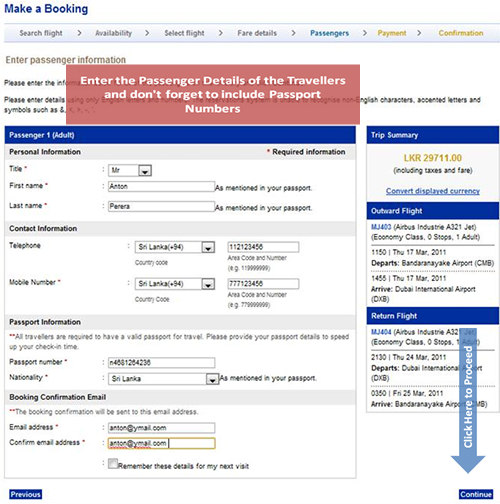 Make a Booking
Search flight > Availability > Select flight > Fare details > Passengers > Payment > Confirmation
Enter passenger information
Please enter the
Enter the Passenger Details of the Travellers
and don't forget to include Passport
Numbers
Please enter details using only English letters and
English characters, accented letters and
symbols such as &,
Passenger 1 (Adult)
Personal Information * Required information
Title * : Mr
First name * : Anton As mentioned in your passport.
Last name * : Perera As mentioned in your passport.
Contact Information
Telephone : Sri Lanka(+94) 112123456
Country code Area Code and Number
(e.g. 119999999)
Mobile Number * : Sri Lanka(+94) 777123456
Country Code Area Code and Number
(e.g. 779999999)
Passport Information
**All travellers are required to have a valid passport for travel. Please provide your passport details to speed
up your check-in time.
Passport number * : n4681264236
Nationality * : Sri Lanka As mentioned in your passport.
Booking Confirmation Email
**The booking confirmation will be sent to this email address.
Email address * : anton@ymail.com
Confirm email address * : anton@ymail.com
: Remember these details for my next visit
Previous
Trip Summary
LKR 29711.00
(including taxes and fare)
Convert displayed currency
Outward Flight
MJ403 (Airbus Industrie A321 Jet)
(Economy Class, 0 Stops, 1 Adult)
1150 | Thu 17 Mar, 2011
Departs: Bandaranayake Airport (CMB)
1455 | Thu 17 Mar, 2011
Arrive: Dubai International Airport
(DXB)
Return Flight
MJ404 (Airbus Industrie A321 Jet)
(Economy Class, 0 Stops, 1 Adult)
2130 | Thu 24 Mar, 2011
Departs: Dubai International
(DXB)
0350 | Fri 25 Mar, 2011
Arrive: Bandaranayake
Click Here to Proceed
Continue